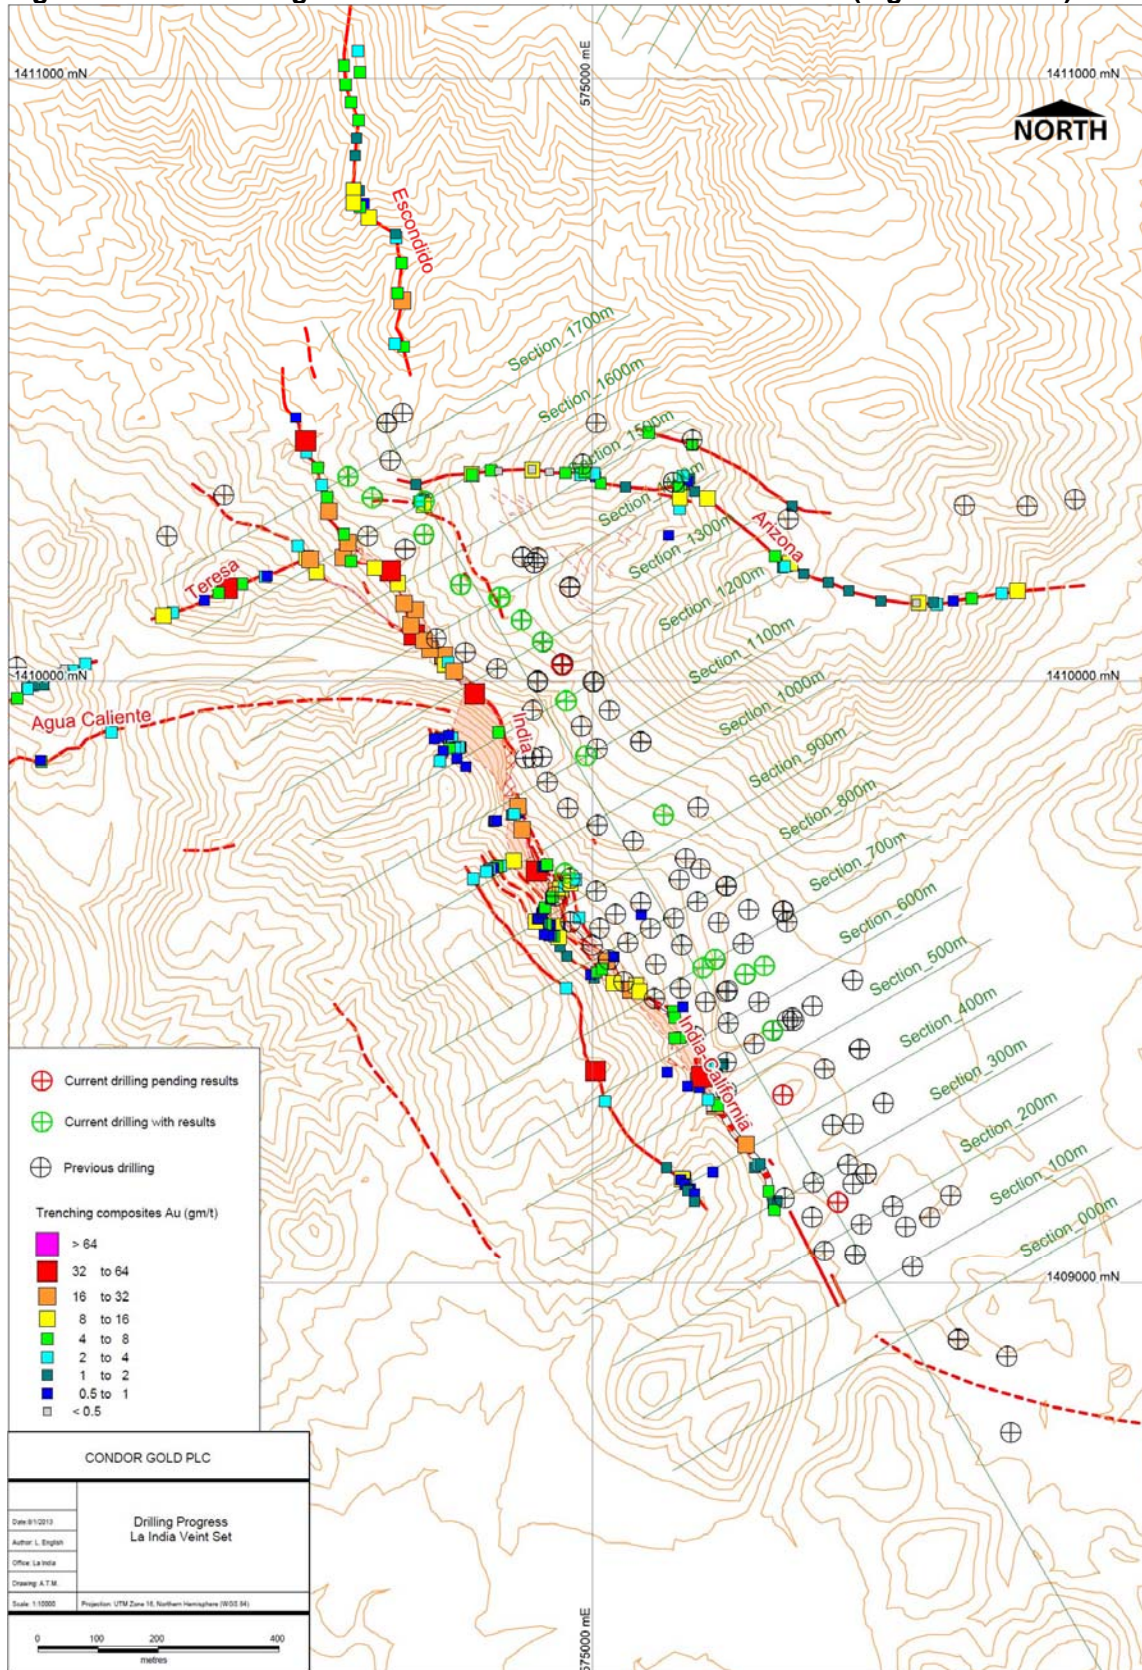 1411000 mN
575000 mE
1411000 mN
NORTH
Escondido
Section_1700m
Section_1600m
Section_1500m
Section_1300m
Section_1200m
Section_1100m
Section_1000m
Section_900m
Section_800m
Section_700m
Section_600m
Section_500m
Section_400m
Section_300m
Section_200m
Section_100m
Section_000m
Arizona
Teresa
1410000 mN
1410000 mN
Agua Caliente
India
India-California
1409000 mN
Current drilling pending results
Current drilling with results
Previous drilling
Trenching composites Au (gm/t)
> 64
32 to 64
16 to 32
8 to 16
4 to 8
2 to 4
1 to 2
0.5 to 1
< 0.5
CONDOR GOLD PLC
Drilling Progress
La India Veint Set
Date:8/1/2013
Author: L. English
Office: La India
Drawing: A.T.M.
Scale: 1:10000
Projection: UTM Zone 16, Northern Hemisphere (WGS 84)
0 100 200 400
metres
575000 mE